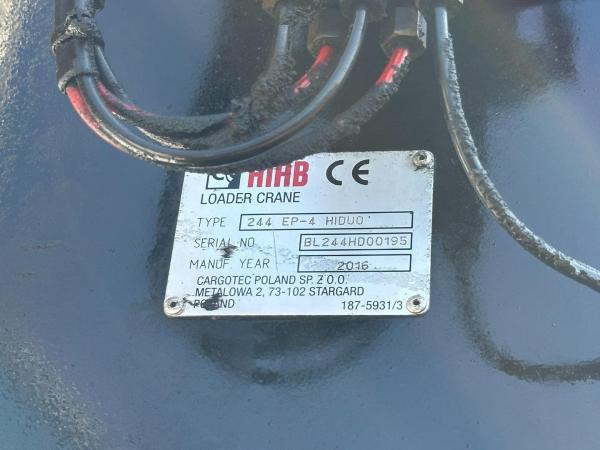 HIAB CE
LOADER CRANE
TYPE 244 EP-4 HIDUO
SERIAL NO BL244HD00195
MANUF. YEAR 2016
CARGOTEC POLAND SP. Z O.O.
METALOWA 2, 73-102 STARGARD
POLAND 187-5931/3